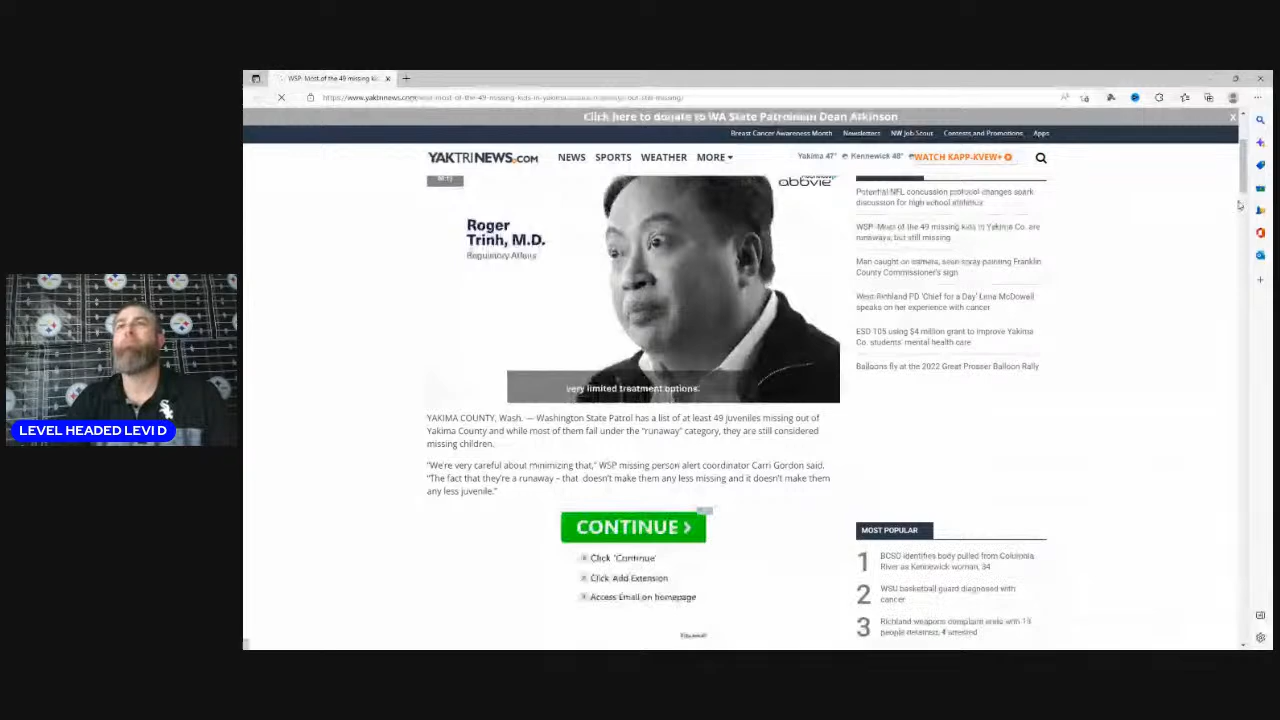 WSP: Most of the 49 missing kic
Click here to donate to WA State Patrolman Dean Atkinson
X
Breast Cancer Awareness Month Newsletters NW Job Scout Contests and Promotions Apps
YAKTRINEWS.COM NEWS SPORTS WEATHER MORE Yakima 47° Kennewick 48° WATCH KAPP-KVEW+
abbvie
Roger
Trinh, M.D.
Regulatory Affairs
very limited treatment options.
YAKIMA COUNTY, Wash. — Washington State Patrol has a list of at least 49 juveniles missing out of
Yakima County and while most of them fall under the "runaway" category, they are still considered
missing children.
"We're very careful about minimizing that," WSP missing person alert coordinator Carri Gordon said.
"The fact that they're a runaway – that doesn't make them any less missing and it doesn't make them
any less juvenile."
CONTINUE
Click "Continue"
Click Add Extension
Access Email on homepage
Potential NFL concussion protocol changes spark
discussion for high school athletics
WSP: Most of the 49 missing kids in Yakima Co. are
runaways, but still missing
Man caught on camera, seen spray-painting Franklin
County Commissioner's sign
West Richland PD 'Chief for a Day' Lena McDowell
speaks on her experience with cancer
ESD 105 using $4 million grant to improve Yakima
Co. students' mental health care
Balloons fly at the 2022 Great Prosser Balloon Rally
MOST POPULAR
1 BCSO identifies body pulled from Columbia
River as Kennewick woman, 34
2 WSU basketball guard diagnosed with
cancer
3 Richland weapons complaint ends with
people detained, 4 arrested
LEVEL HEADED LEVI D